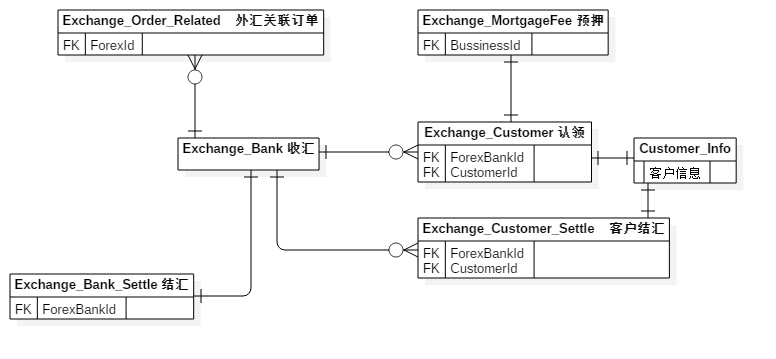 Exchange_Order_Related 外汇关联订单
FK ForexId
Exchange_MortgageFee 预押
FK BussinessId
Exchange_Bank 收汇
Exchange_Customer 认领
FK ForexBankId
FK CustomerId
Customer_Info
客户信息
Exchange_Customer_Settle 客户结汇
FK ForexBankId
FK CustomerId
Exchange_Bank_Settle 结汇
FK ForexBankId